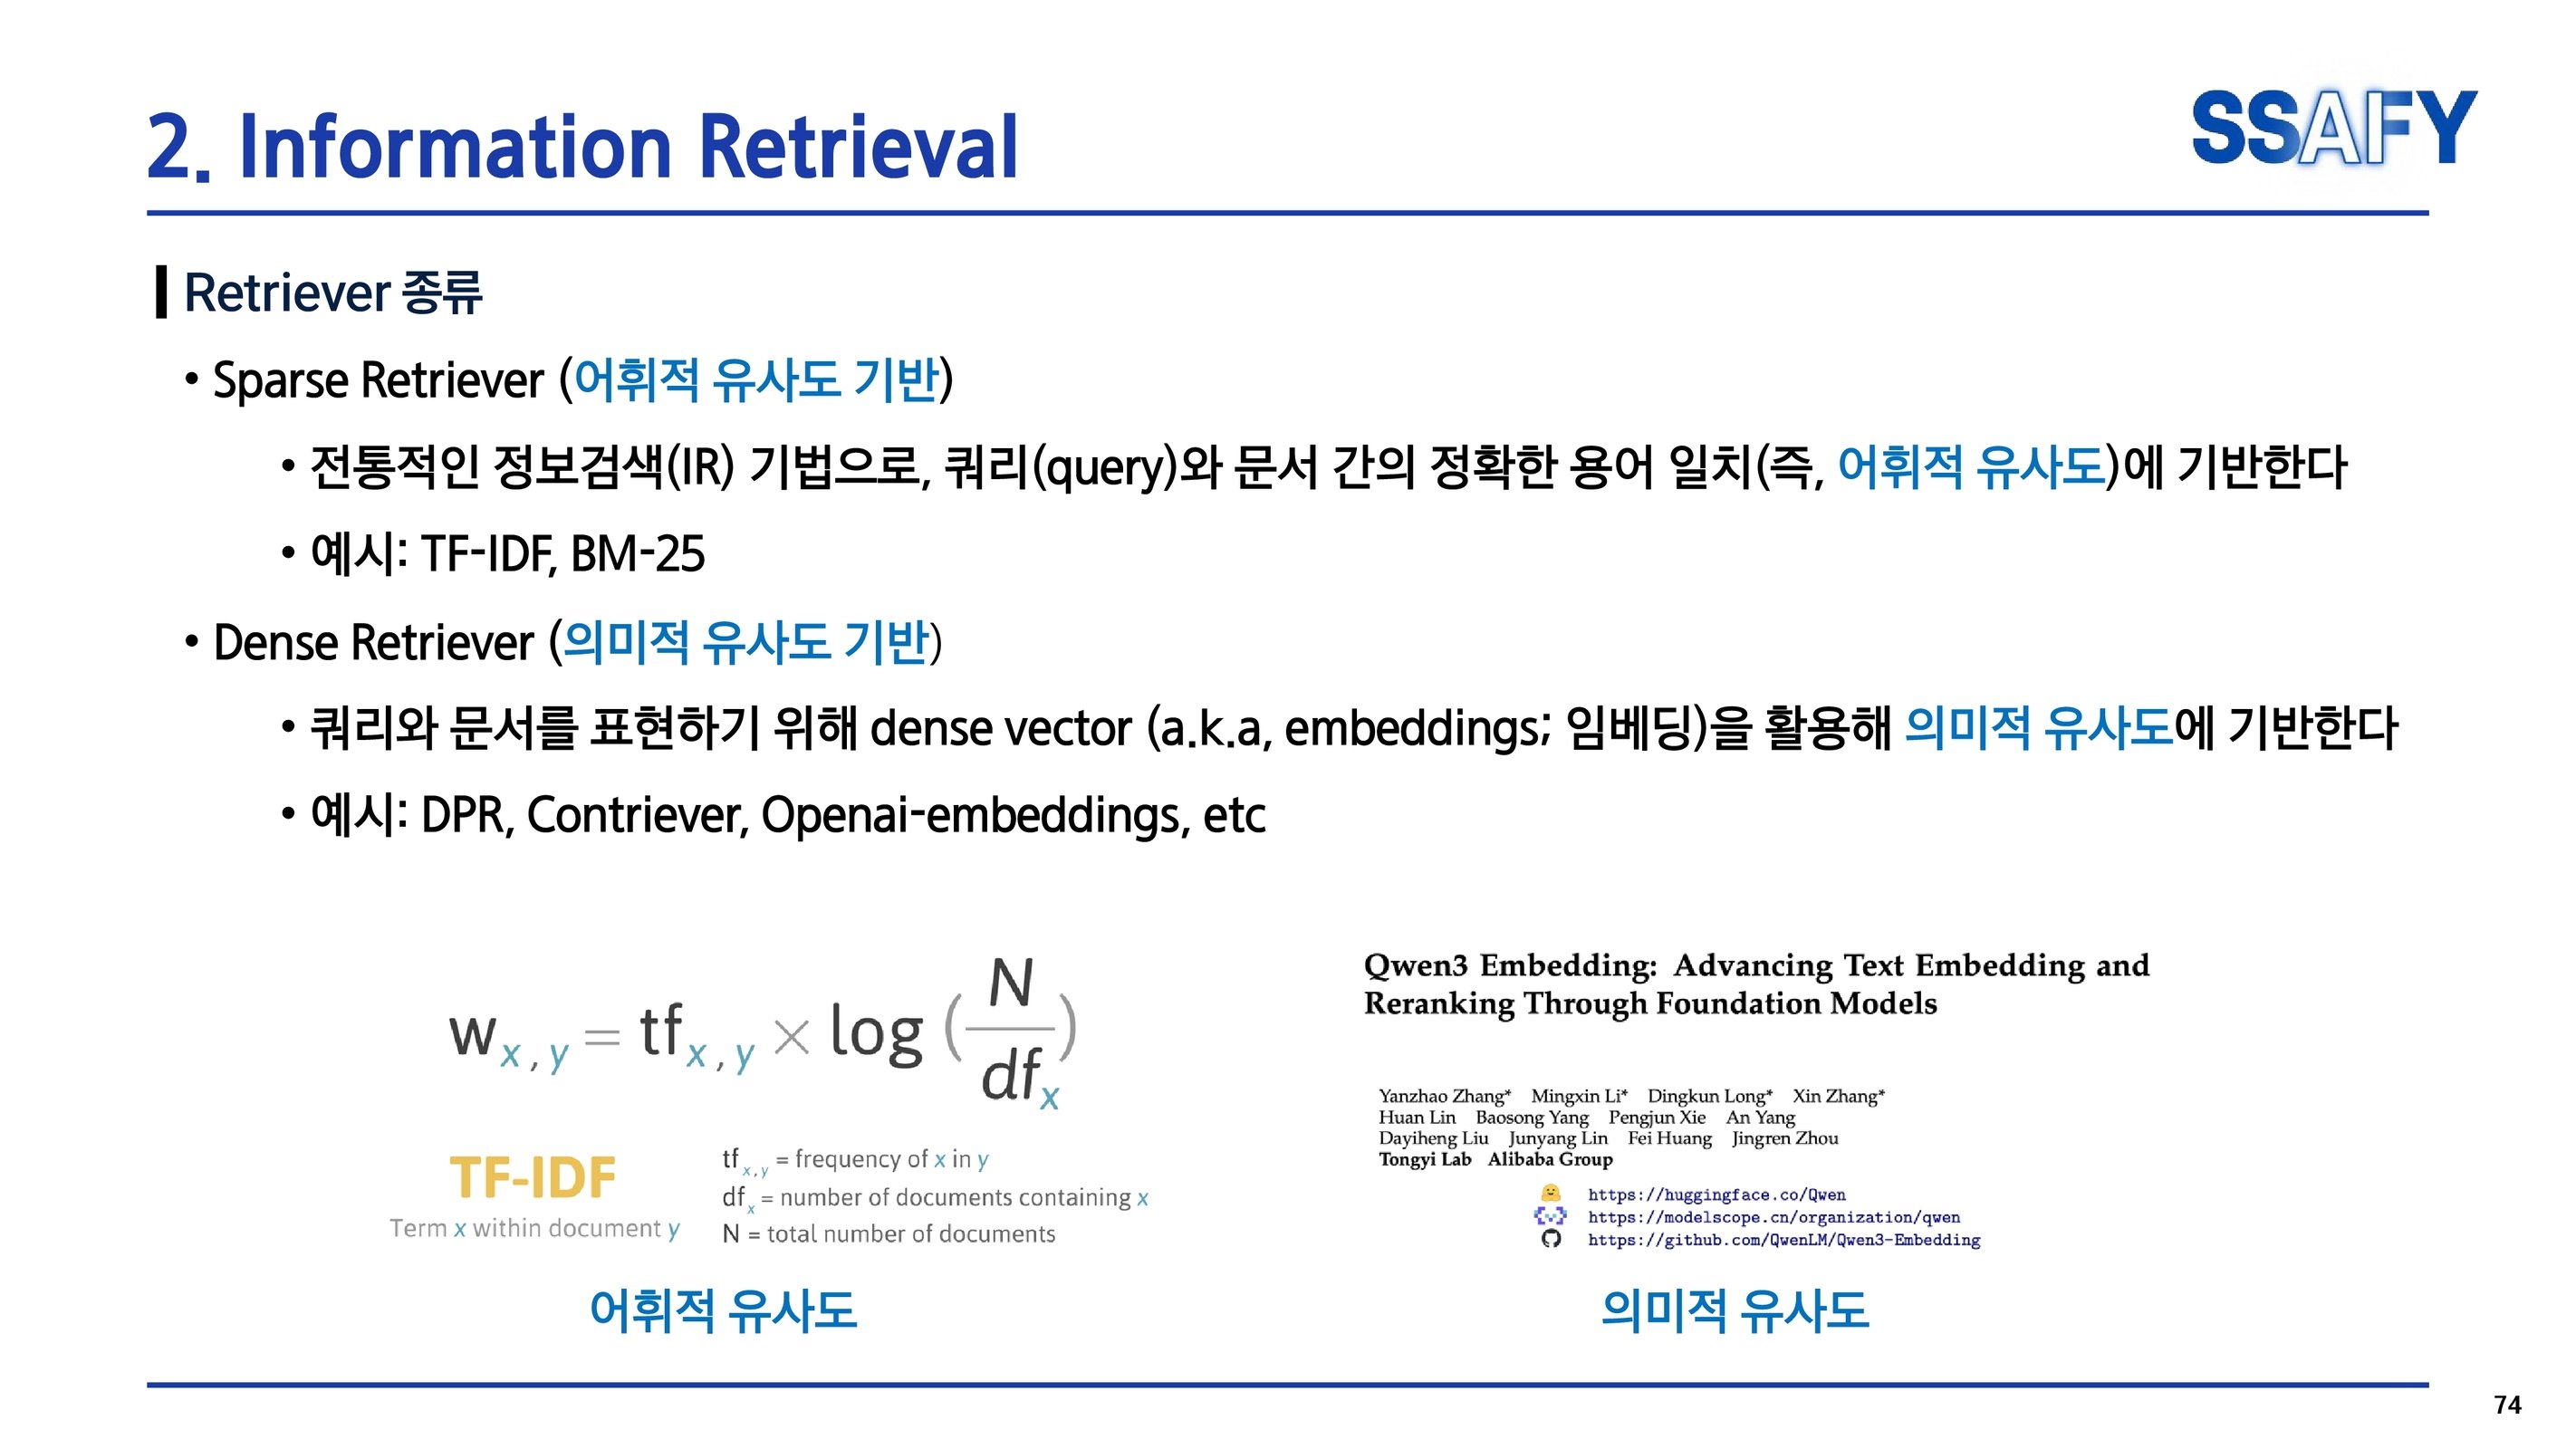 2. Information Retrieval
SSAFY
Retriever 종류
• Sparse Retriever (어휘적 유사도 기반)
• 전통적인 정보검색(IR) 기법으로, 쿼리(query)와 문서 간의 정확한 용어 일치(즉, 어휘적 유사도)에 기반한다
• 예시: TF-IDF, BM-25
• Dense Retriever (의미적 유사도 기반)
• 쿼리와 문서를 표현하기 위해 dense vector (a.k.a, embeddings; 임베딩)을 활용해 의미적 유사도에 기반한다
• 예시: DPR, Contriever, Openai-embeddings, etc
w x , y = tf x , y × log ( N / df x )
TF-IDF
Term x within document y
tf x, y = frequency of x in y
df x = number of documents containing x
N = total number of documents
어휘적 유사도
Qwen3 Embedding: Advancing Text Embedding and
Reranking Through Foundation Models
Yanzhao Zhang* Mingxin Li* Dingkun Long* Xin Zhang*
Huan Lin Baosong Yang Pengjun Xie An Yang
Dayiheng Liu Junyang Lin Fei Huang Jingren Zhou
Tongyi Lab Alibaba Group
https://huggingface.co/Qwen
https://modelscope.cn/organization/qwen
https://github.com/QwenLM/Qwen3-Embedding
의미적 유사도
74